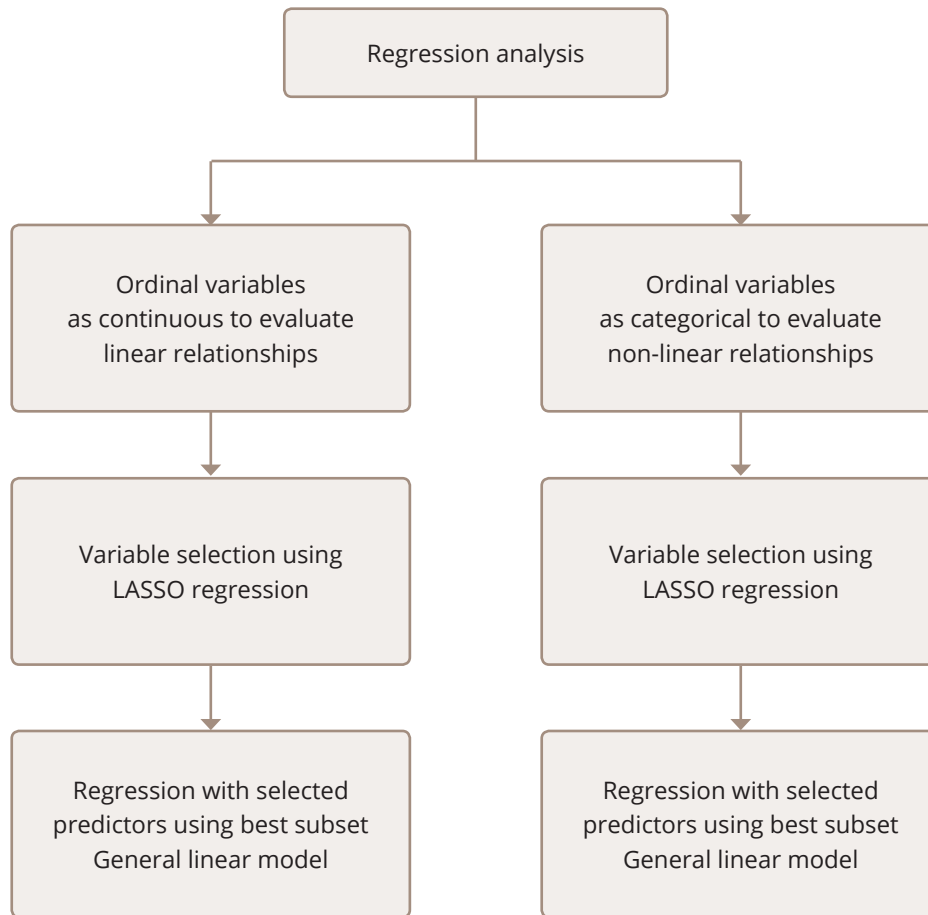 Regression analysis
Ordinal variables
as continuous to evaluate
linear relationships
Ordinal variables
as categorical to evaluate
non-linear relationships
Variable selection using
LASSO regression
Variable selection using
LASSO regression
Regression with selected
predictors using best subset
General linear model
Regression with selected
predictors using best subset
General linear model